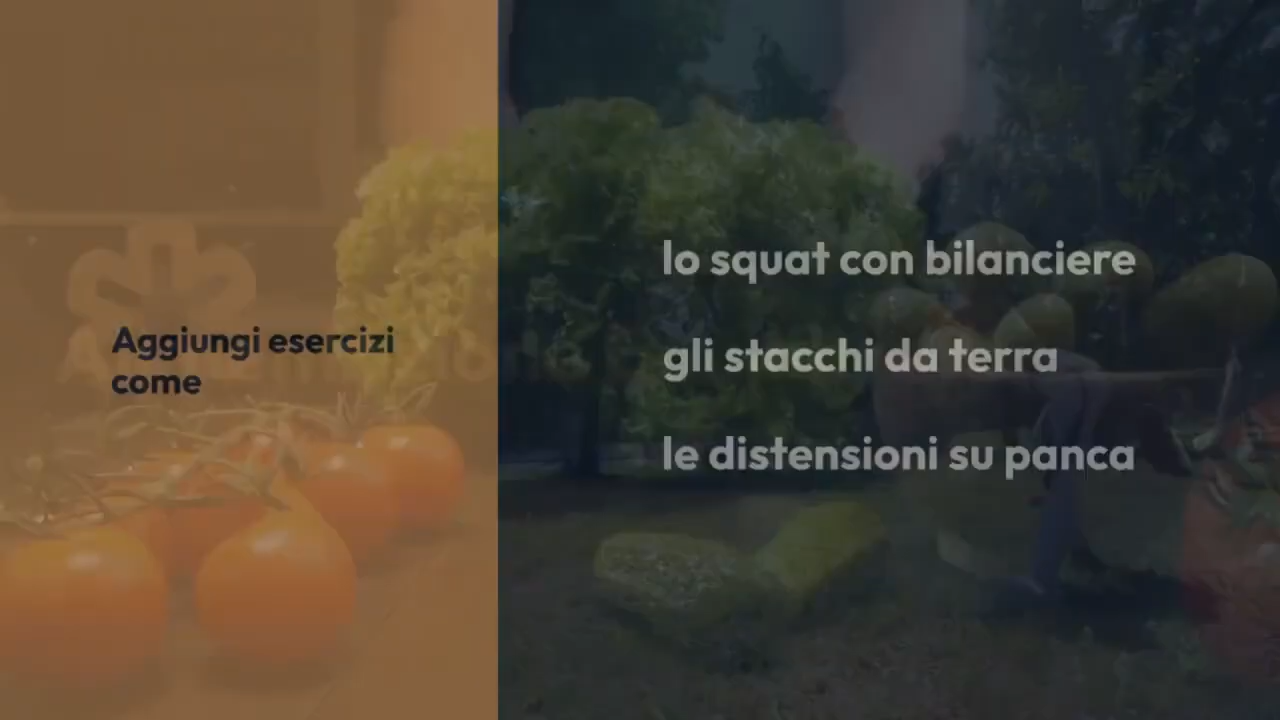 Aggiungi esercizi
come
lo squat con bilanciere
gli stacchi da terra
le distensioni su panca